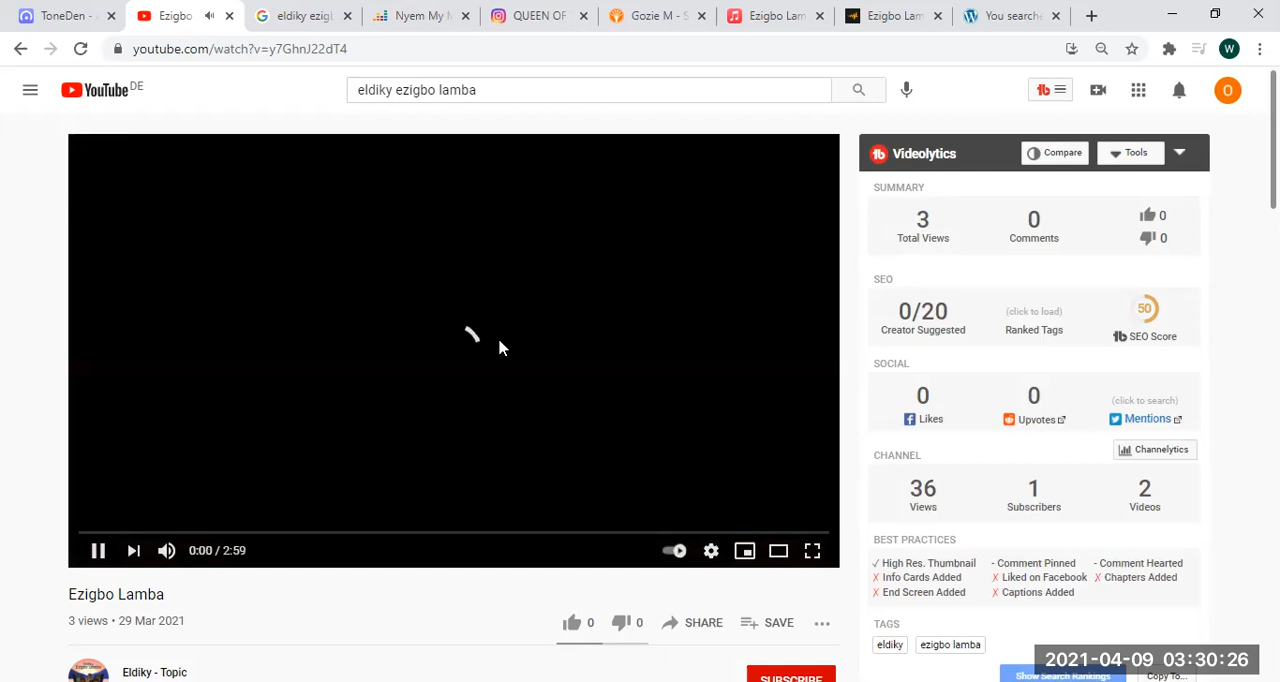 ToneDen - Ezigbo eldiky ezig Nyem My M QUEEN OF Gozie M - S Ezigbo Lam Ezigbo Lam You searche
youtube.com/watch?v=y7GhnJ22dT4 W
YouTube DE eldiky ezigbo lamba O
Videolytics Compare Tools
SUMMARY
3 0 0
Total Views Comments 0
SEO
0/20 (click to load) 50
Creator Suggested Ranked Tags SEO Score
SOCIAL
0 0 (click to search)
Likes Upvotes Mentions
CHANNEL Channelytics
36 1 2
Views Subscribers Videos
BEST PRACTICES
✓ High Res. Thumbnail - Comment Pinned - Comment Hearted
X Info Cards Added X Liked on Facebook X Chapters Added
X End Screen Added X Captions Added
TAGS
eldiky ezigbo lamba
Show Search Rankings Copy To...
0:00 / 2:59
Ezigbo Lamba
3 views • 29 Mar 2021 0 0 SHARE SAVE
Eldiky - Topic SUBSCRIBE
2021-04-09 03:30:26